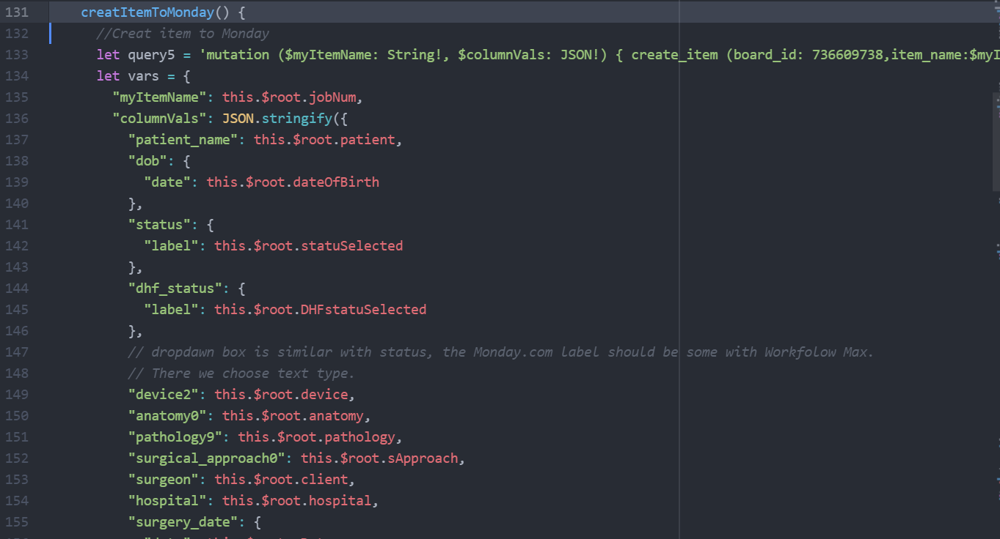 131 creatItemToMonday() {
132 //Creat item to Monday
133 let query5 = 'mutation ($myItemName: String!, $columnVals: JSON!) { create_item (board_id: 736609738,item_name:$myI
134 let vars = {
135 "myItemName": this.$root.jobNum,
136 "columnVals": JSON.stringify({
137 "patient_name": this.$root.patient,
138 "dob": {
139 "date": this.$root.dateOfBirth
140 },
141 "status": {
142 "label": this.$root.statuSelected
143 },
144 "dhf_status": {
145 "label": this.$root.DHFstatuSelected
146 },
147 // dropdawn box is similar with status, the Monday.com label should be some with Workfolow Max.
148 // There we choose text type.
149 "device2": this.$root.device,
150 "anatomy0": this.$root.anatomy,
151 "pathology9": this.$root.pathology,
152 "surgical_approach0": this.$root.sApproach,
153 "surgeon": this.$root.client,
154 "hospital": this.$root.hospital,
155 "surgery_date": {